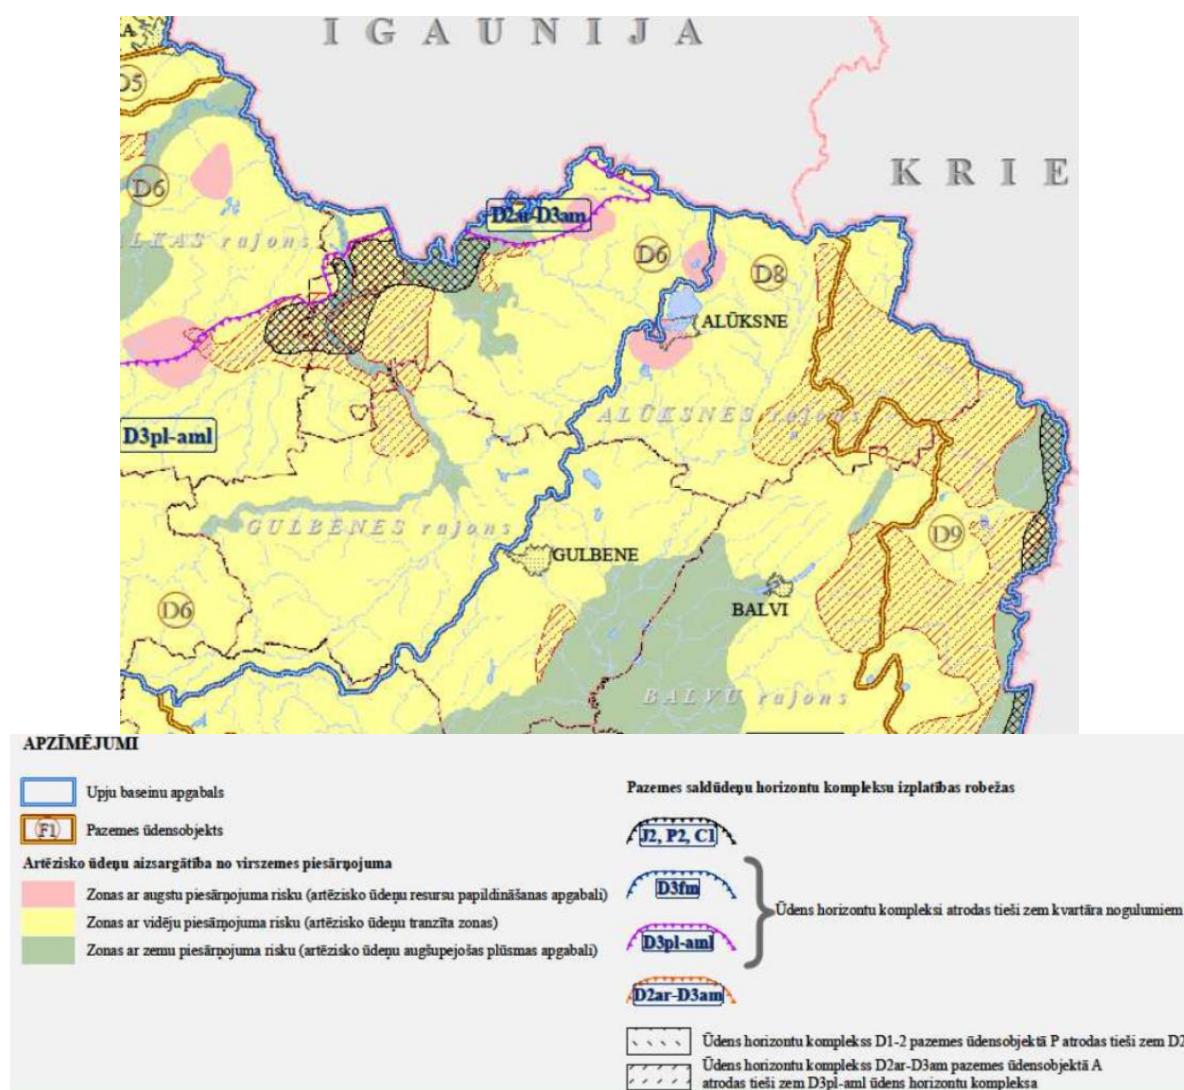 IGAUNIJA
A
D5
KRIE
D6
D2ar-D3am
LKAS rajons
D6
D8
ALŪKSNE
ALŪKSNES rajons
D3pl-aml
GULBENES rajons
D9
GULBENE
D6
BALVI
BALVU rajons
APZĪMĒJUMI
Upju baseinu apgabals
F1 Pazemes ūdensobjekts
Artēzisko ūdeņu aizsargātība no virszemes piesārņojuma
Zonas ar augstu piesārņojuma risku (artēzisko ūdeņu resursu papildināšanas apgabali)
Zonas ar vidēju piesārņojuma risku (artēzisko ūdeņu tranzīta zonas)
Zonas ar zemu piesārņojuma risku (artēzisko ūdeņu augšupejošas plūsmas apgabali)
Pazemes saldūdeņu horizontu kompleksu izplatības robežas
J2, P2, C1
D3fm
Ūdens horizontu kompleksi atrodas tieši zem kvartāra nogulumiem
D3pl-aml
D2ar-D3am
Ūdens horizontu komplekss D1-2 pazemes ūdensobjektā P atrodas tieši zem D2
Ūdens horizontu komplekss D2ar-D3am pazemes ūdensobjektā A
atrodas tieši zem D3pl-aml ūdens horizontu kompleksa